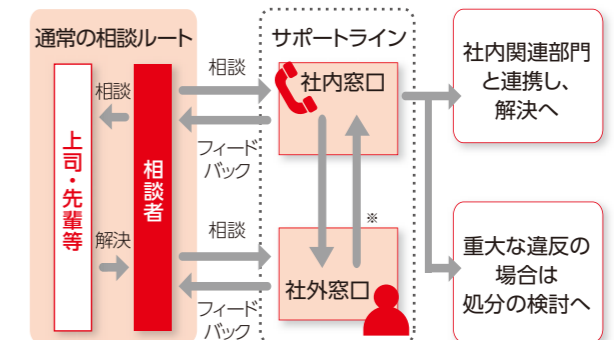 通常の相談ルート
上司・先輩等
相談
解決
相談者
相談
フィード
バック
相談
フィード
バック
サポートライン
社内窓口
※
社外窓口
社内関連部門
と連携し、
解決へ
重大な違反の
場合は
処分の検討へ